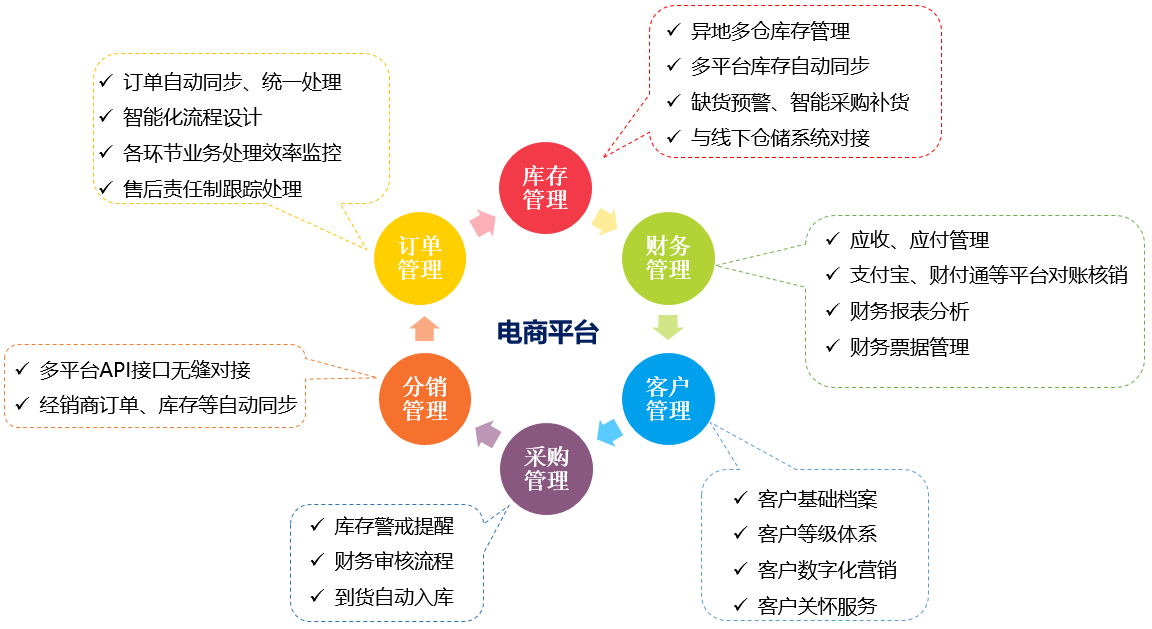 异地多仓库存管理
多平台库存自动同步
缺货预警、智能采购补货
与线下仓储系统对接
订单自动同步、统一处理
智能化流程设计
各环节业务处理效率监控
售后责任制跟踪处理
库存
管理
订单
管理
财务
管理
应收、应付管理
支付宝、财付通等平台对账核销
财务报表分析
财务票据管理
电商平台
多平台API接口无缝对接
经销商订单、库存等自动同步
分销
管理
客户
管理
采购
管理
库存警戒提醒
财务审核流程
到货自动入库
客户基础档案
客户等级体系
客户数字化营销
客户关怀服务